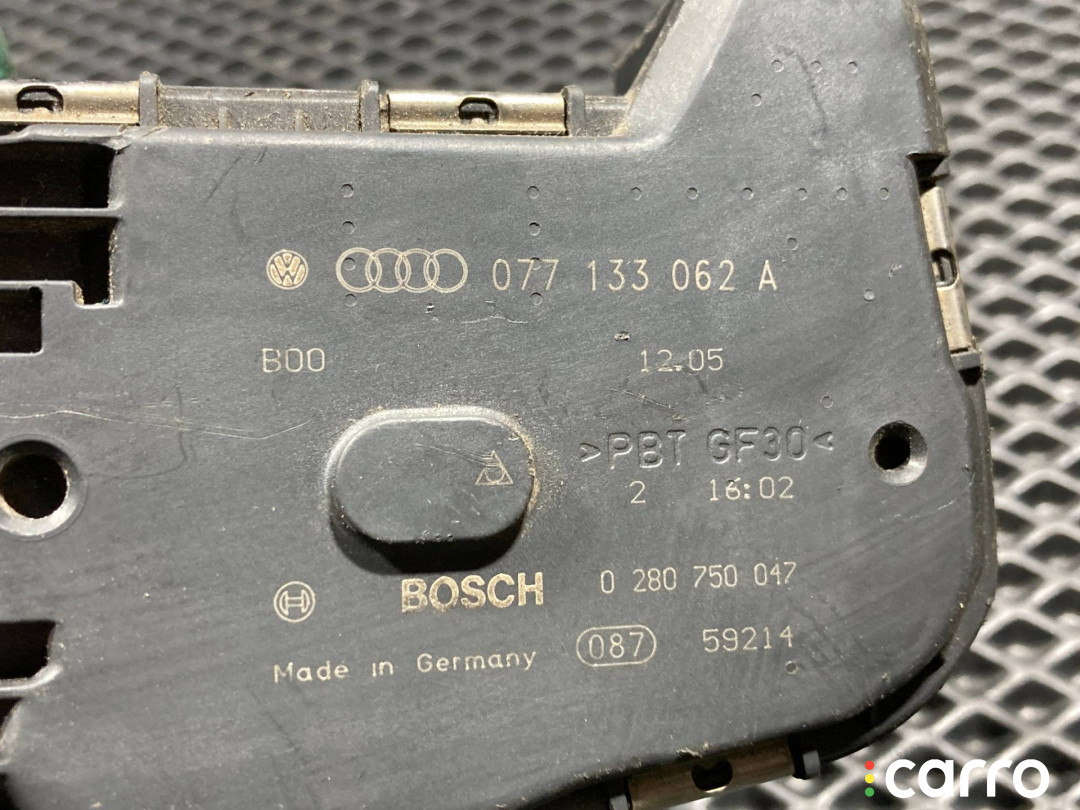 077 133 062 A
B00 12.05
>PBT GF30<
2 16:02
BOSCH 0 280 750 047
087 59214
Made in Germany
carro